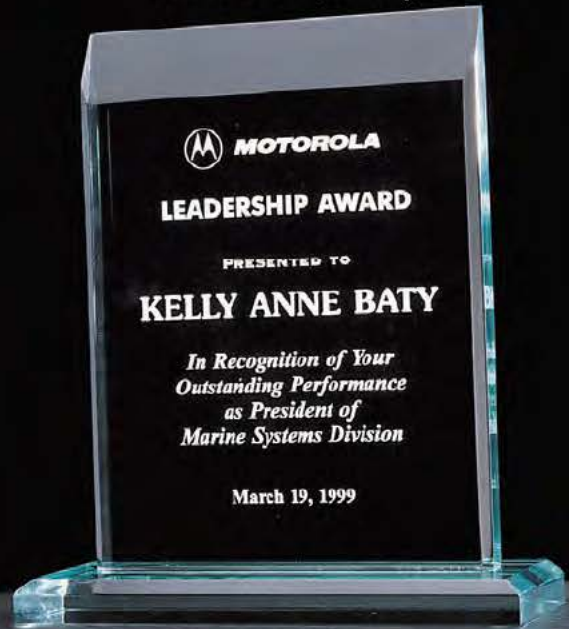 MOTOROLA
LEADERSHIP AWARD
PRESENTED TO
KELLY ANNE BATY
In Recognition of Your
Outstanding Performance
as President of
Marine Systems Division
March 19, 1999